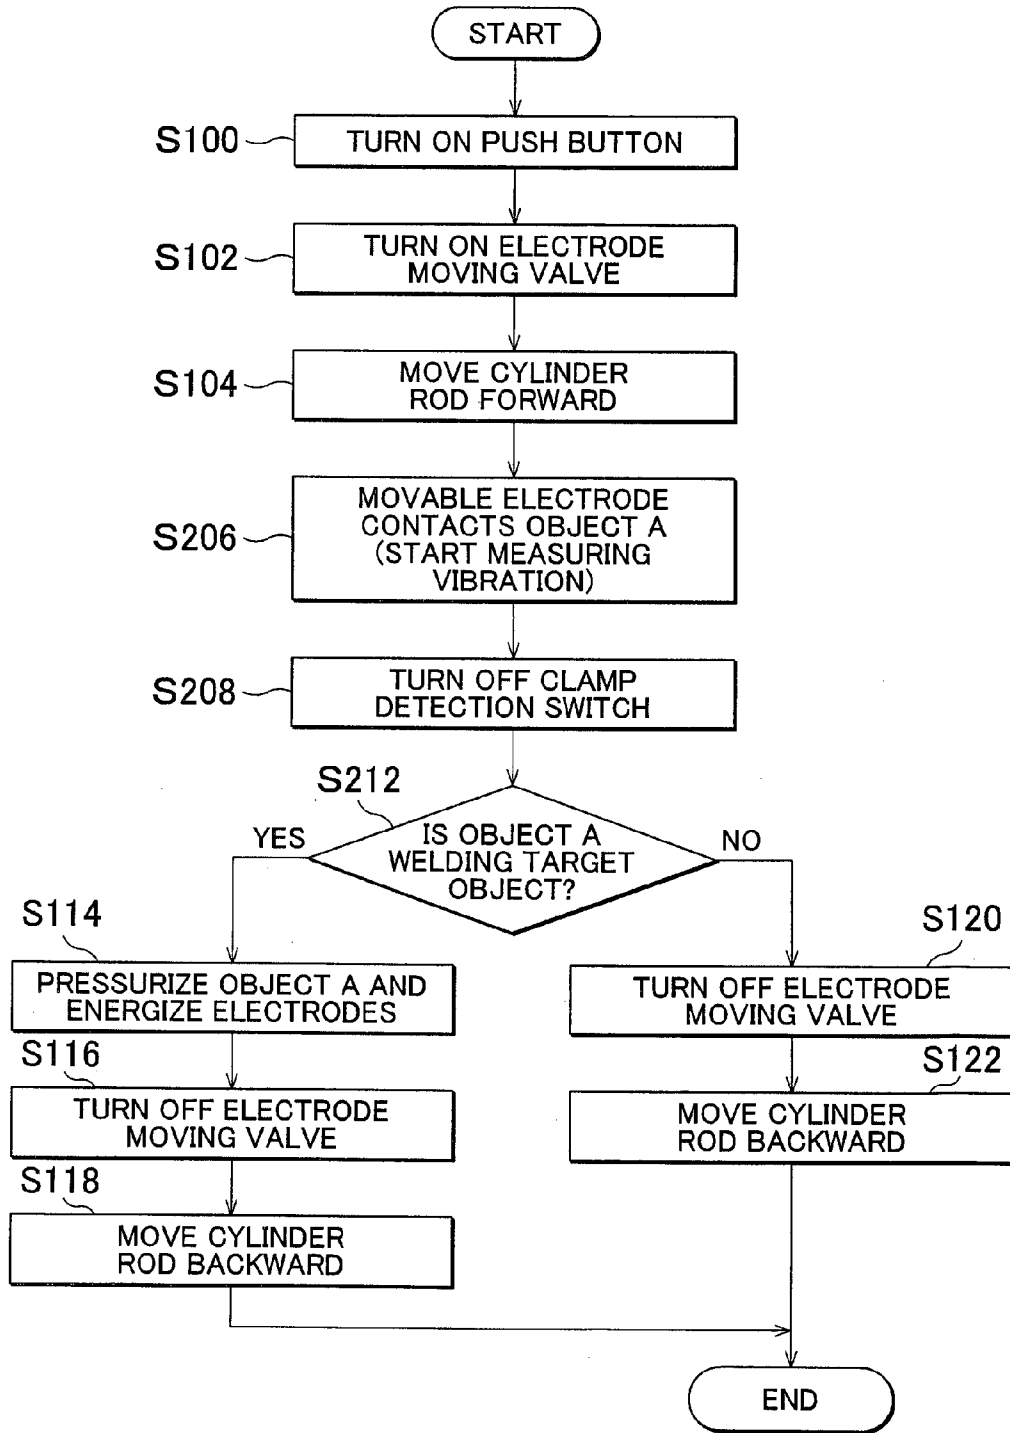 START
S100
TURN ON PUSH BUTTON
S102
TURN ON ELECTRODE
MOVING VALVE
S104
MOVE CYLINDER
ROD FORWARD
S206
MOVABLE ELECTRODE
CONTACTS OBJECT A
(START MEASURING
VIBRATION)
S208
TURN OFF CLAMP
DETECTION SWITCH
S212
IS OBJECT A
WELDING TARGET
OBJECT?
YES
NO
S114
PRESSURIZE OBJECT A AND
ENERGIZE ELECTRODES
S116
TURN OFF ELECTRODE
MOVING VALVE
S118
MOVE CYLINDER
ROD BACKWARD
S120
TURN OFF ELECTRODE
MOVING VALVE
S122
MOVE CYLINDER
ROD BACKWARD
END